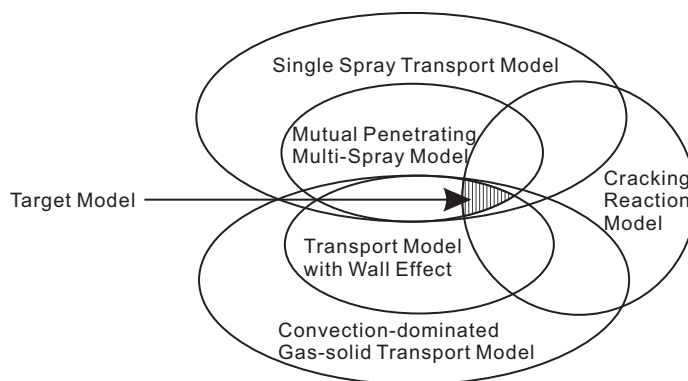 Single Spray Transport Model
Mutual Penetrating
Multi-Spray Model
Cracking
Reaction
Model
Target Model
Transport Model
with Wall Effect
Convection-dominated
Gas-solid Transport Model